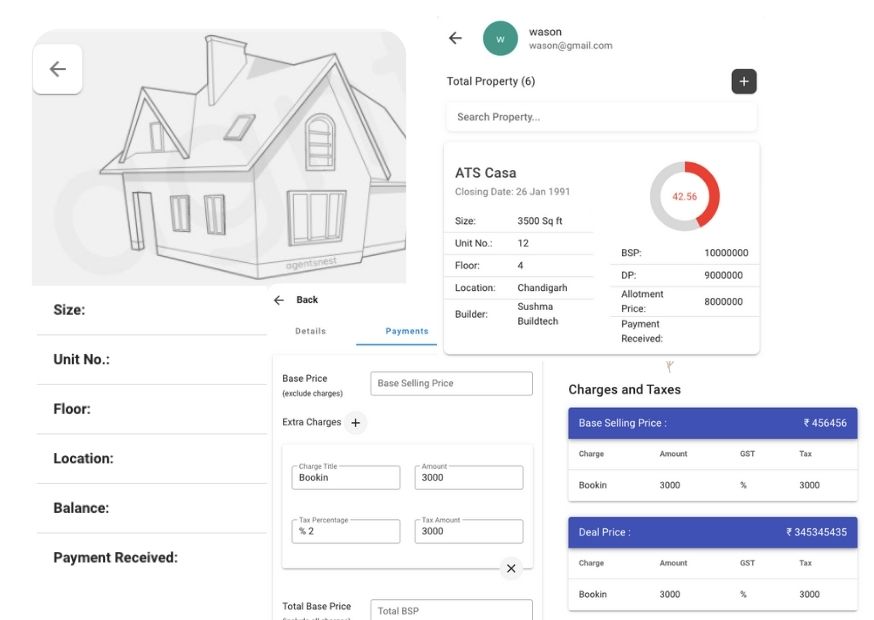 agentsnest
Size:
Unit No.:
Floor:
Location:
Balance:
Payment Received:
w
wason
wason@gmail.com
Total Property (6)
+
Search Property...
ATS Casa
Closing Date: 26 Jan 1991
42.56
Size: 3500 Sq ft
Unit No.: 12
Floor: 4
Location: Chandigarh
Builder: Sushma
Buildtech
BSP: 10000000
DP: 9000000
Allotment
Price: 8000000
Payment
Received:
Back
Details Payments
Base Price
(exclude charges)
Base Selling Price
Extra Charges +
Charge Title
Bookin
Amount
3000
Tax Percentage
% 2
Tax Amount
3000
Total Base Price
Total BSP
Charges and Taxes
Base Selling Price : ₹ 456456
Charge Amount GST Tax
Bookin 3000 % 3000
Deal Price : ₹ 345345435
Charge Amount GST Tax
Bookin 3000 % 3000